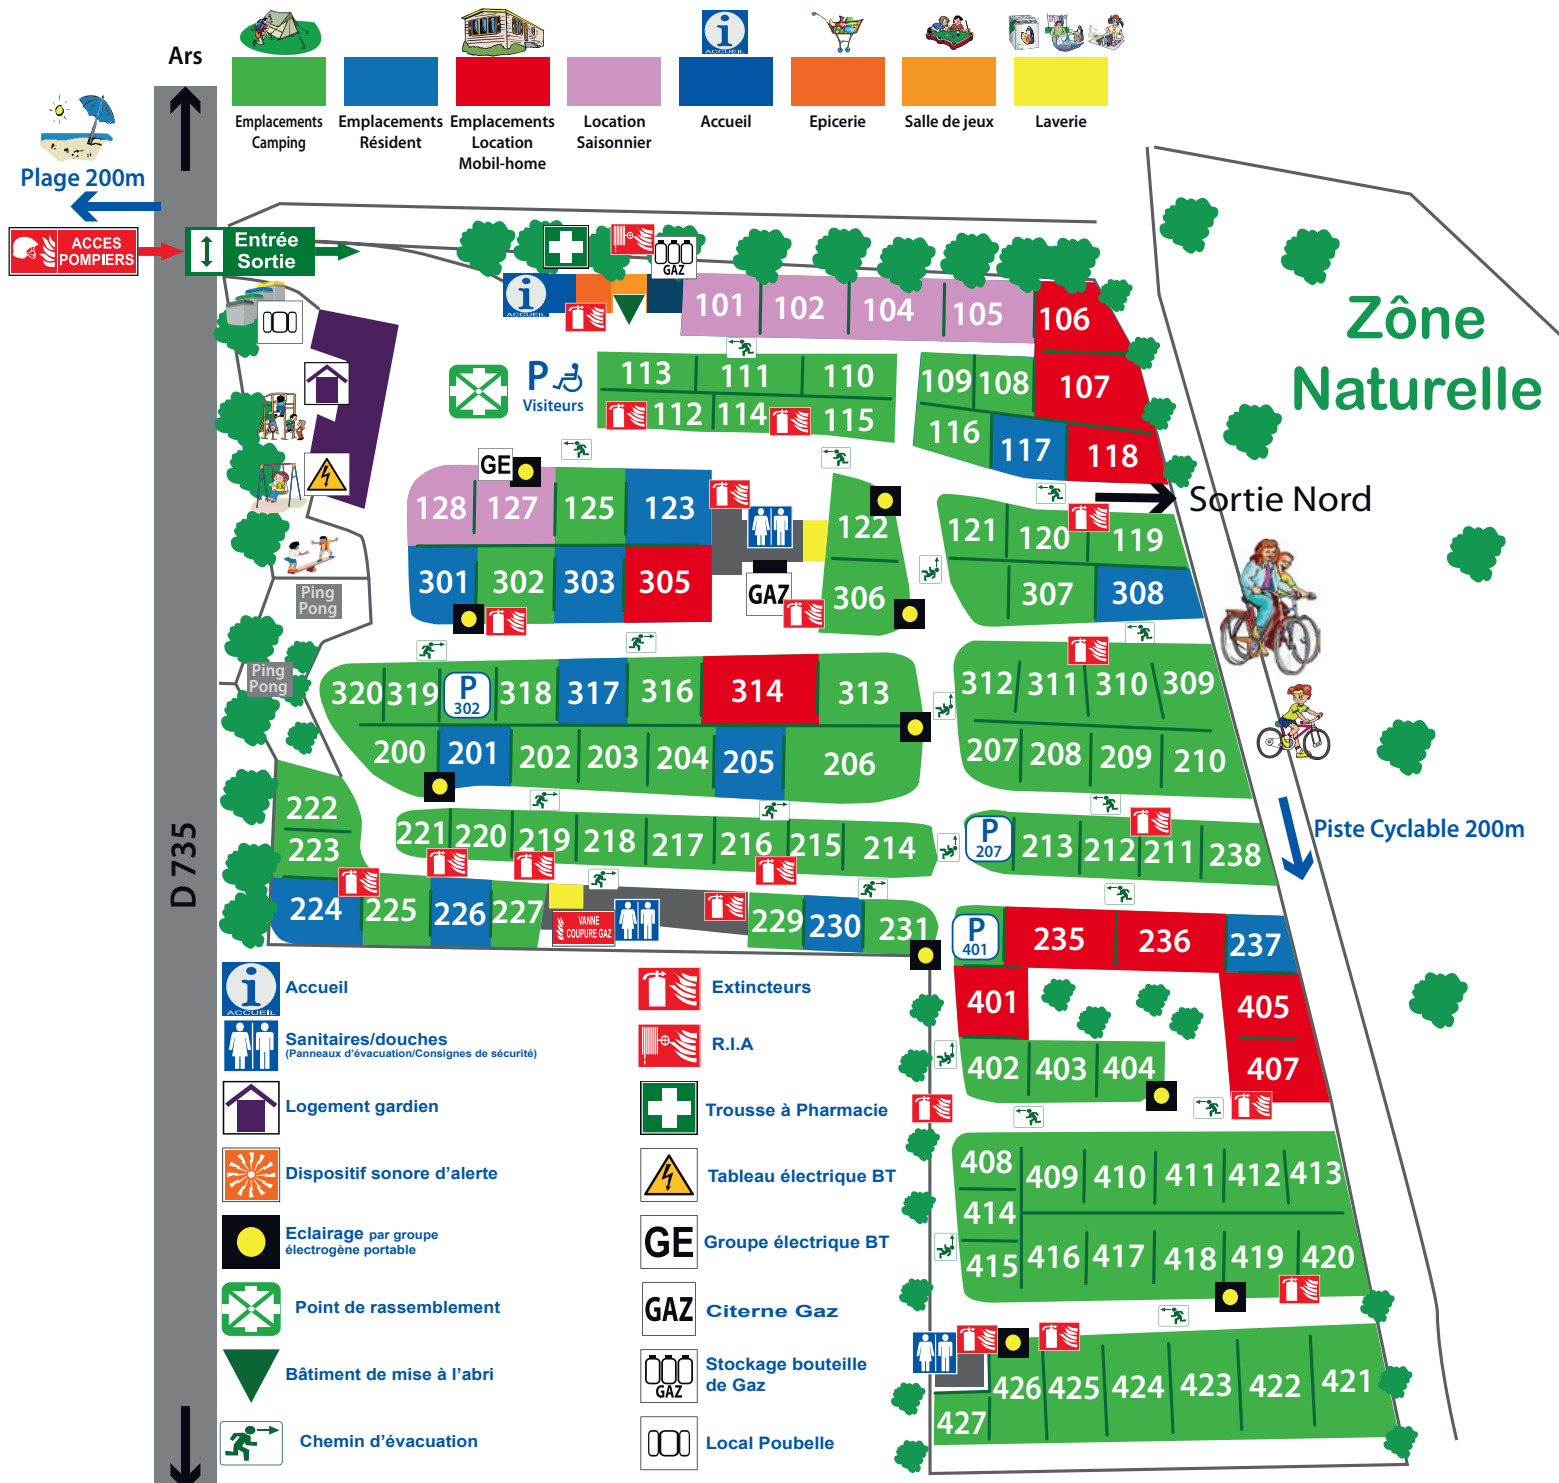 Ars
Emplacements
Camping
Emplacements
Résident
Emplacements
Location
Mobil-home
Location
Saisonnier
ACCUEIL
Accueil
Epicerie
Salle de jeux
Laverie
Plage 200m
ACCES
POMPIERS
Entrée
Sortie
D 735
Zône
Naturelle
Sortie Nord
Piste Cyclable 200m
ACCUEIL
GAZ
101
102
104
105
106
107
P
Visiteurs
113
111
110
109
108
112
114
115
116
117
118
GE
128
127
125
123
122
121
120
119
301
302
303
305
GAZ
306
307
308
Ping
Pong
Ping
Pong
320
319
P
302
318
317
316
314
313
312
311
310
309
200
201
202
203
204
205
206
207
208
209
210
222
223
221
220
219
218
217
216
215
214
P
207
213
212
211
238
224
225
226
227
VANNE
COUPURE GAZ
229
230
231
P
401
235
236
237
401
405
402
403
404
407
408
409
410
411
412
413
414
415
416
417
418
419
420
426
425
424
423
422
421
427
ACCUEIL
Accueil
Sanitaires/douches
(Panneaux d'évacuation/Consignes de sécurité)
Logement gardien
Dispositif sonore d'alerte
Eclairage par groupe
électrogène portable
Point de rassemblement
Bâtiment de mise à l'abri
Chemin d'évacuation
Extincteurs
R.I.A
Trousse à Pharmacie
Tableau électrique BT
GE
Groupe électrique BT
GAZ
Citerne Gaz
GAZ
Stockage bouteille
de Gaz
Local Poubelle